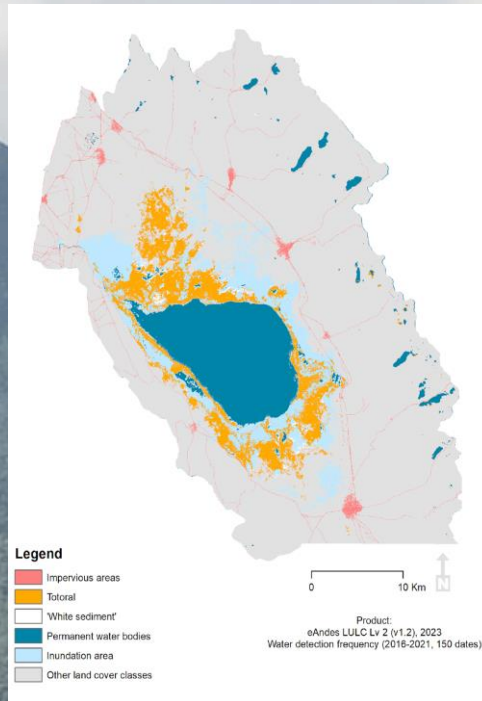 Legend
Impervious areas
Totoral
'White sediment'
Permanent water bodies
Inundation area
Other land cover classes
0 10 Km
N
Product:
eAndes LULC Lv 2 (v1.2), 2023
Water detection frequency (2016-2021, 150 dates)